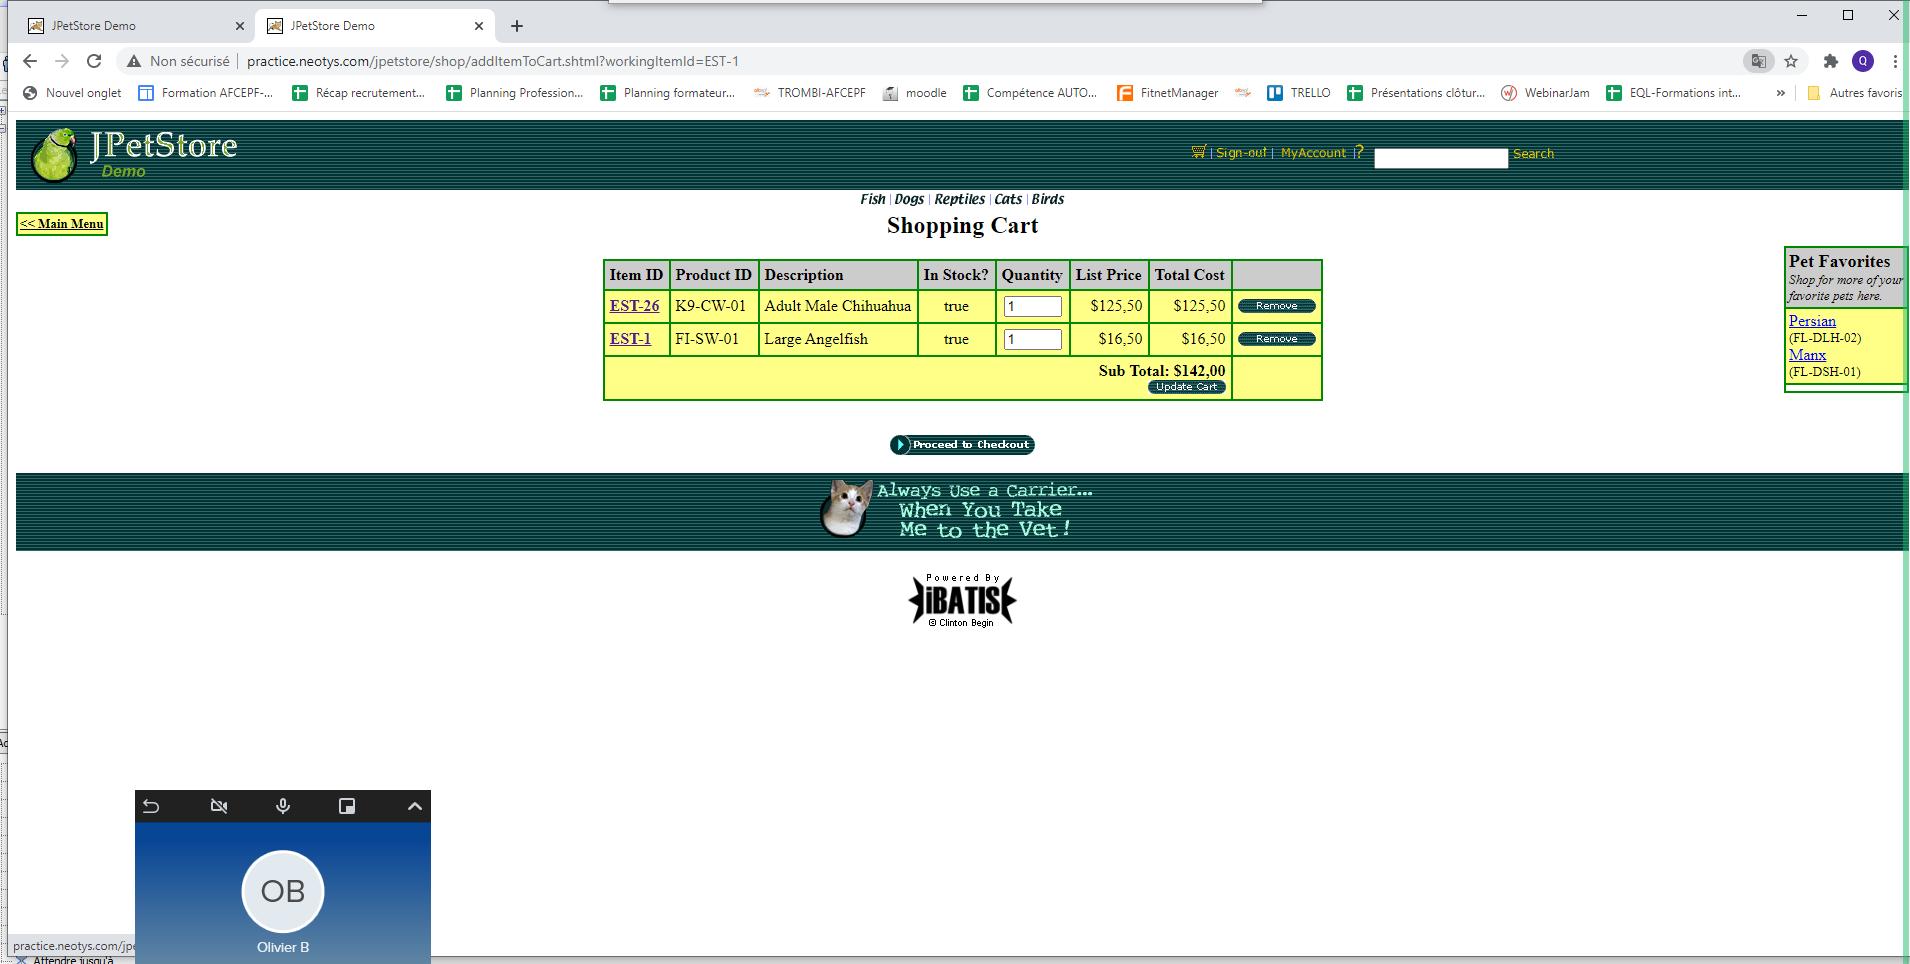 JPetStore Demo
JPetStore Demo
Non sécurisé
practice.neotys.com/jpetstore/shop/addItemToCart.shtml?workingItemId=EST-1
Q
Nouvel onglet
Formation AFCEPF-...
Récap recrutement...
Planning Profession...
Planning formateur...
TROMBI-AFCEPF
moodle
Compétence AUTO...
FitnetManager
TRELLO
Présentations clôtur...
WebinarJam
EQL-Formations int...
»
Autres favoris
JPetStore
Demo
| Sign-out | MyAccount | ? Search
Fish | Dogs | Reptiles | Cats | Birds
<< Main Menu
Shopping Cart
Item ID Product ID Description In Stock? Quantity List Price Total Cost
EST-26 K9-CW-01 Adult Male Chihuahua true 1 $125,50 $125,50 Remove
EST-1 FI-SW-01 Large Angelfish true 1 $16,50 $16,50 Remove
Sub Total: $142,00
Update Cart
Pet Favorites
Shop for more of your
favorite pets here.
Persian
(FL-DLH-02)
Manx
(FL-DSH-01)
Proceed to Checkout
Always Use a Carrier...
When You Take
Me to the Vet!
Powered By
iBATIS
© Clinton Begin
OB
Olivier B
practice.neotys.com/jpe
Attendre jusqu'à